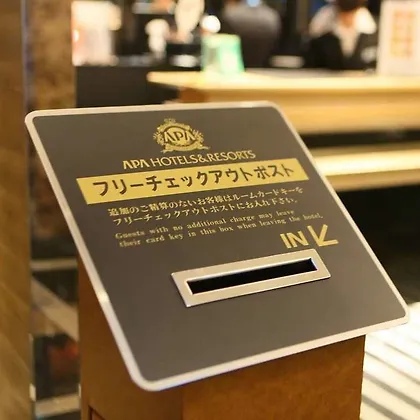 APA
APA HOTELS&RESORTS
フリーチェックアウトポスト
追加のご精算のないお客様はルームカードキーを
フリーチェックアウトポストにお入れ下さい。
Guests with no additional charge may leave
their card key in this box when leaving the hotel.
IN